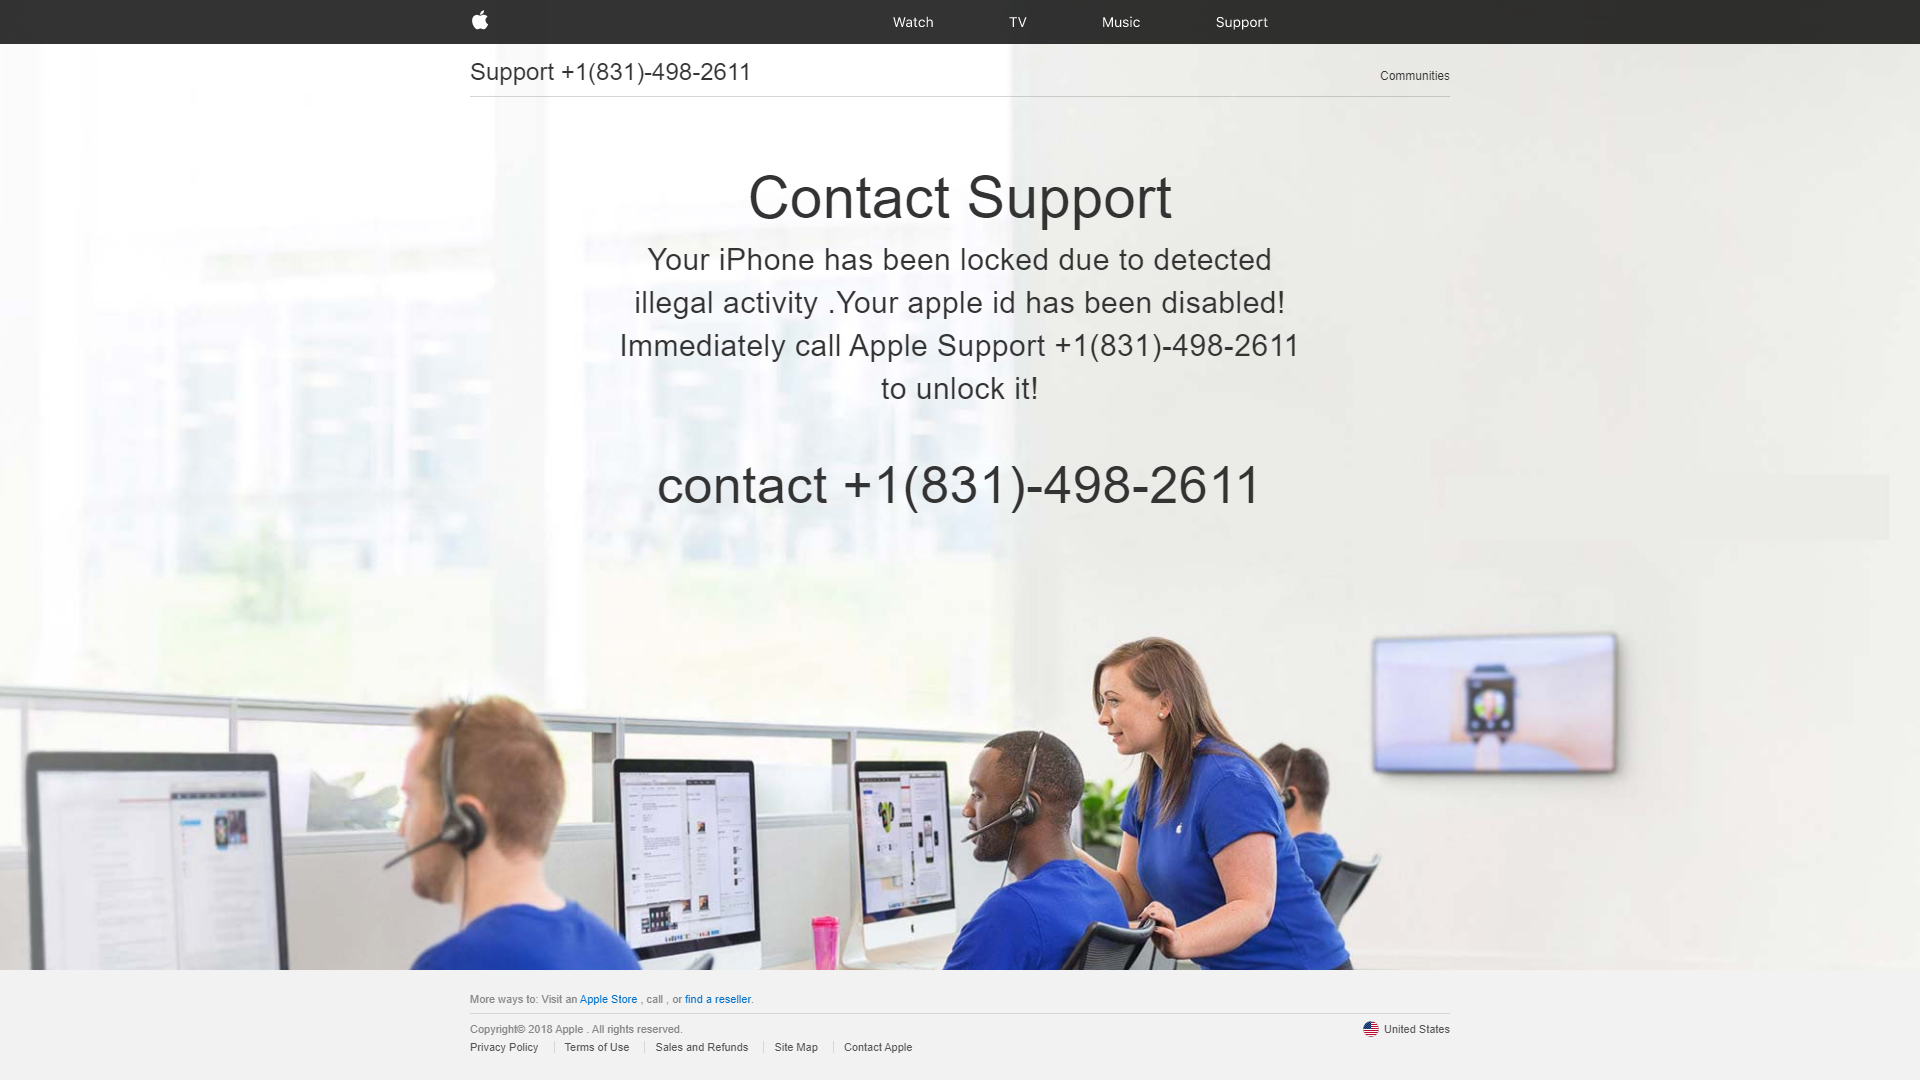 Watch TV Music Support
Support +1(831)-498-2611
Communities
Contact Support
Your iPhone has been locked due to detected
illegal activity .Your apple id has been disabled!
Immediately call Apple Support +1(831)-498-2611
to unlock it!
contact +1(831)-498-2611
More ways to: Visit an Apple Store , call , or find a reseller.
Copyright© 2018 Apple . All rights reserved.
United States
Privacy Policy Terms of Use Sales and Refunds Site Map Contact Apple